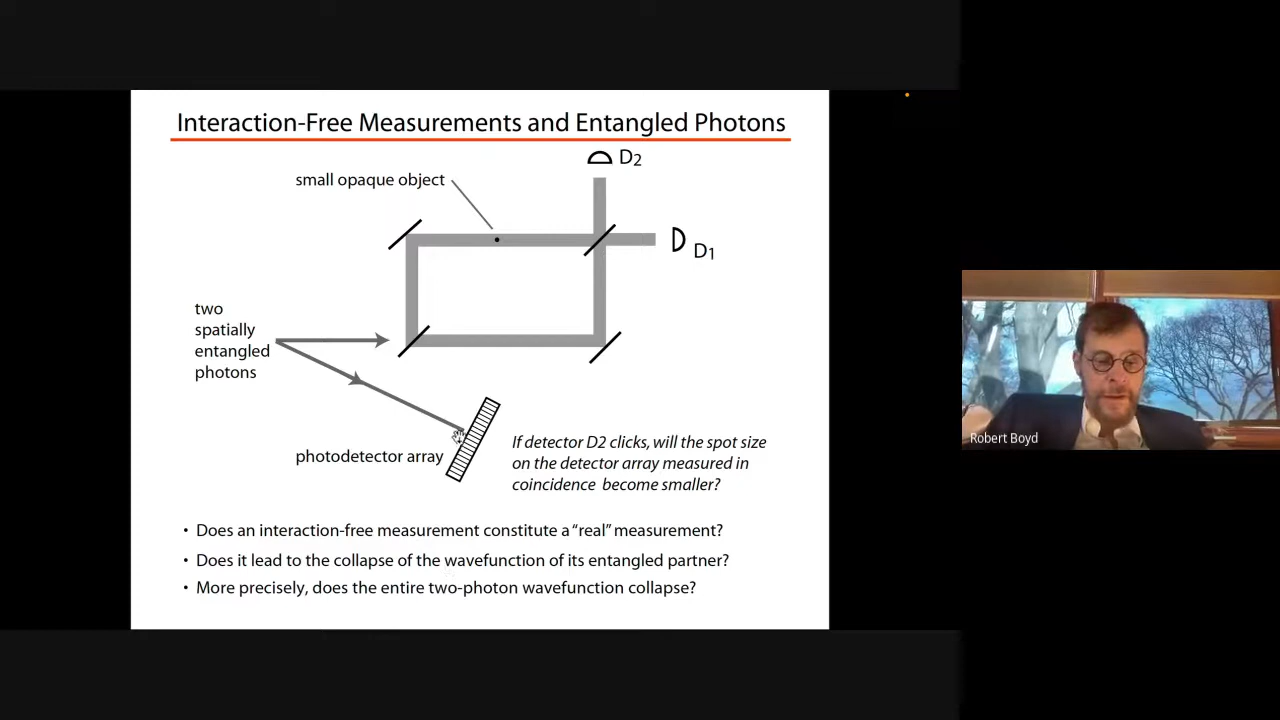 Interaction-Free Measurements and Entangled Photons
D2
small opaque object
D1
two
spatially
entangled
photons
photodetector array
If detector D2 clicks, will the spot size
on the detector array measured in
coincidence become smaller?
• Does an interaction-free measurement constitute a “real” measurement?
• Does it lead to the collapse of the wavefunction of its entangled partner?
• More precisely, does the entire two-photon wavefunction collapse?
Robert Boyd